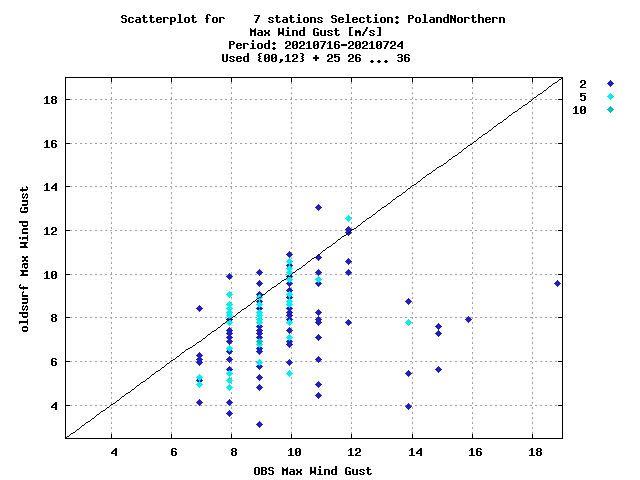 Scatterplot for 7 stations Selection: PolandNorthern
Max Wind Gust [m/s]
Period: 20210716-20210724
Used {00,12} + 25 26 ... 36
2
5
10
18
16
14
12
10
8
6
4
oldsurf Max Wind Gust
4 6 8 10 12 14 16 18
OBS Max Wind Gust